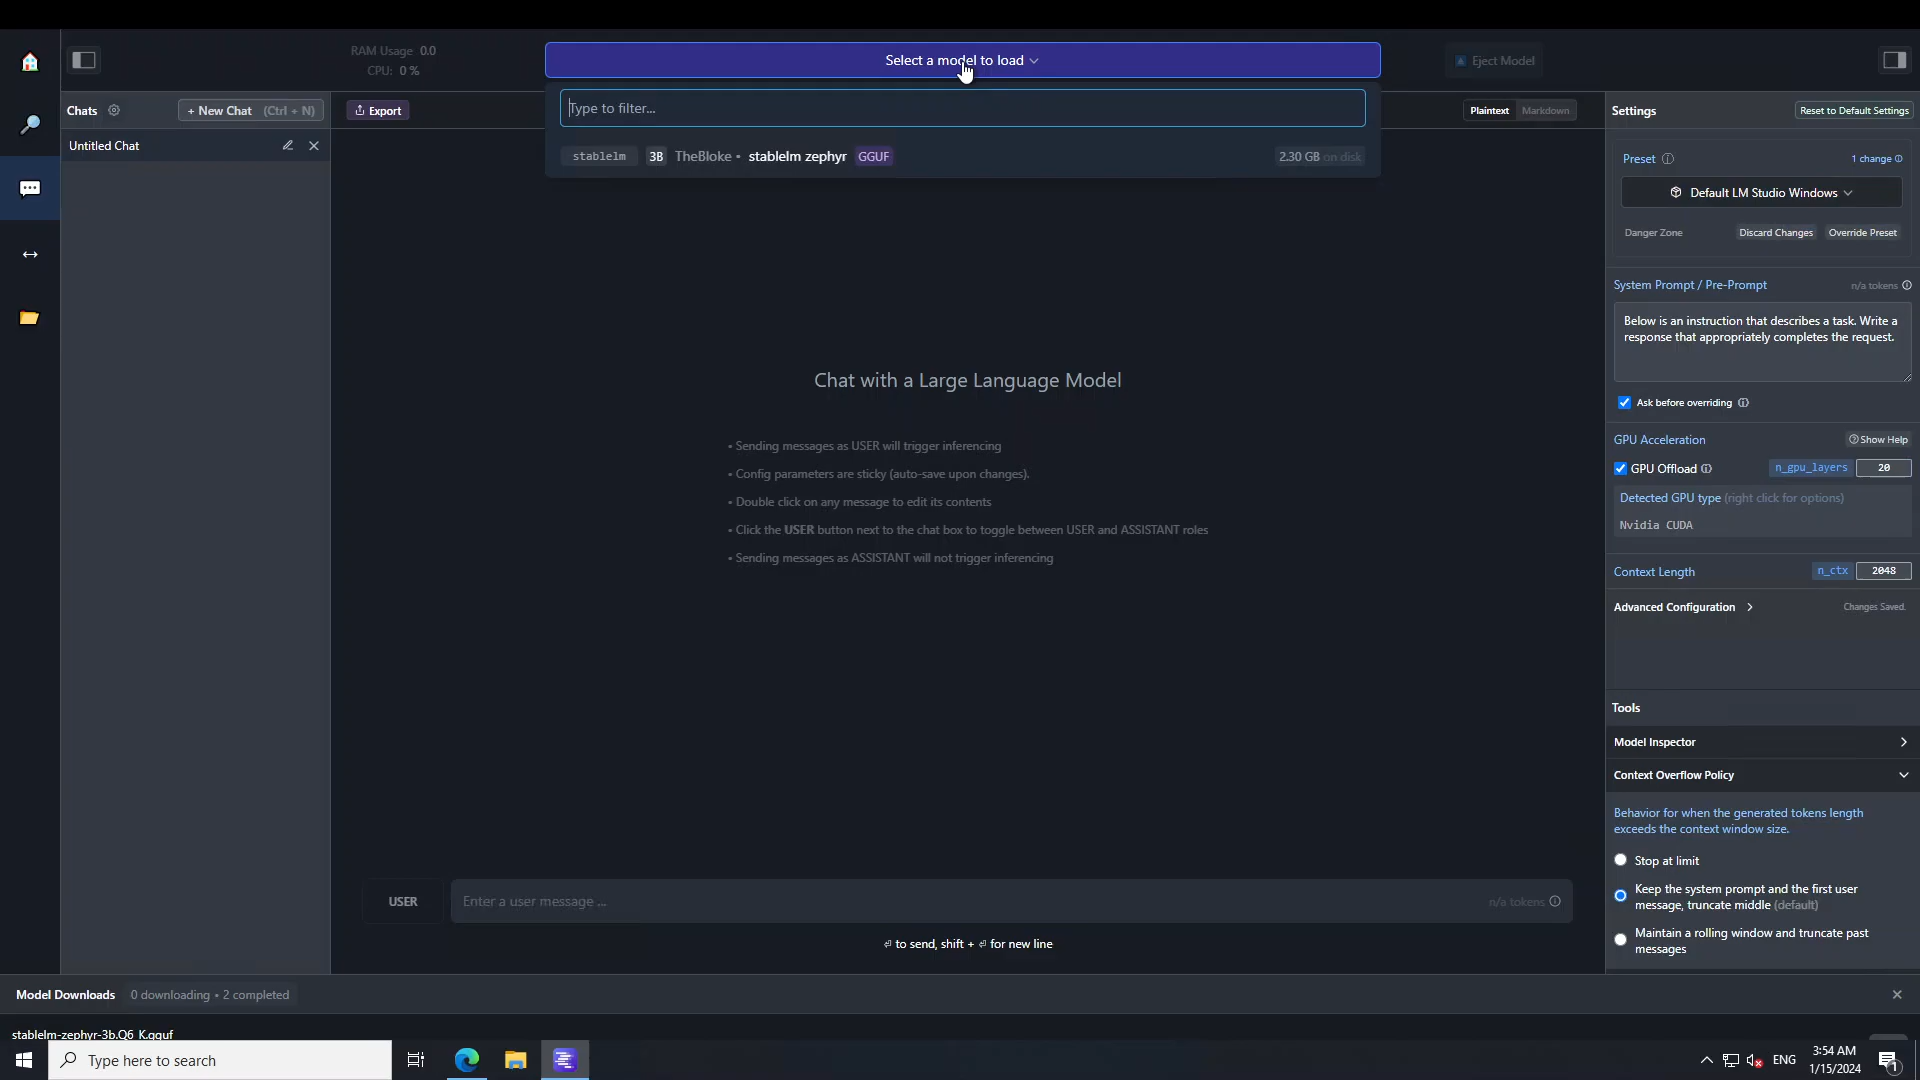 RAM Usage 0.0
CPU: 0 %
Select a model to load
Eject Model
Chats
+ New Chat (Ctrl + N)
Export
Type to filter...
Plaintext Markdown
Untitled Chat
stablelm 3B TheBloke • stablelm zephyr GGUF 2.30 GB on disk
Chat with a Large Language Model
• Sending messages as USER will trigger inferencing
• Config parameters are sticky (auto-save upon changes).
• Double click on any message to edit its contents
• Click the USER button next to the chat box to toggle between USER and ASSISTANT roles
• Sending messages as ASSISTANT will not trigger inferencing
USER
Enter a user message ...
n/a tokens
⏎ to send, shift + ⏎ for new line
Settings
Reset to Default Settings
Preset
1 change
Default LM Studio Windows
Danger Zone Discard Changes Override Preset
System Prompt / Pre-Prompt
n/a tokens
Below is an instruction that describes a task. Write a
response that appropriately completes the request.
Ask before overriding
GPU Acceleration
Show Help
GPU Offload
n_gpu_layers 20
Detected GPU type (right click for options)
Nvidia CUDA
Context Length
n_ctx 2048
Advanced Configuration
Changes Saved.
Tools
Model Inspector
Context Overflow Policy
Behavior for when the generated tokens length
exceeds the context window size.
Stop at limit
Keep the system prompt and the first user
message, truncate middle (default)
Maintain a rolling window and truncate past
messages
Model Downloads 0 downloading • 2 completed
stablelm-zephyr-3b.Q6_K.gguf
Type here to search
ENG
3:54 AM
1/15/2024
1